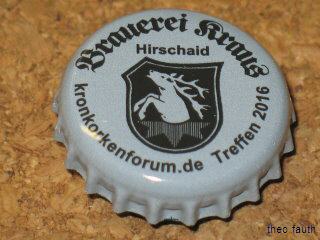 Brauerei Kraus
Hirschaid
kronkorkenforum.de Treffen 2016
theo fauth